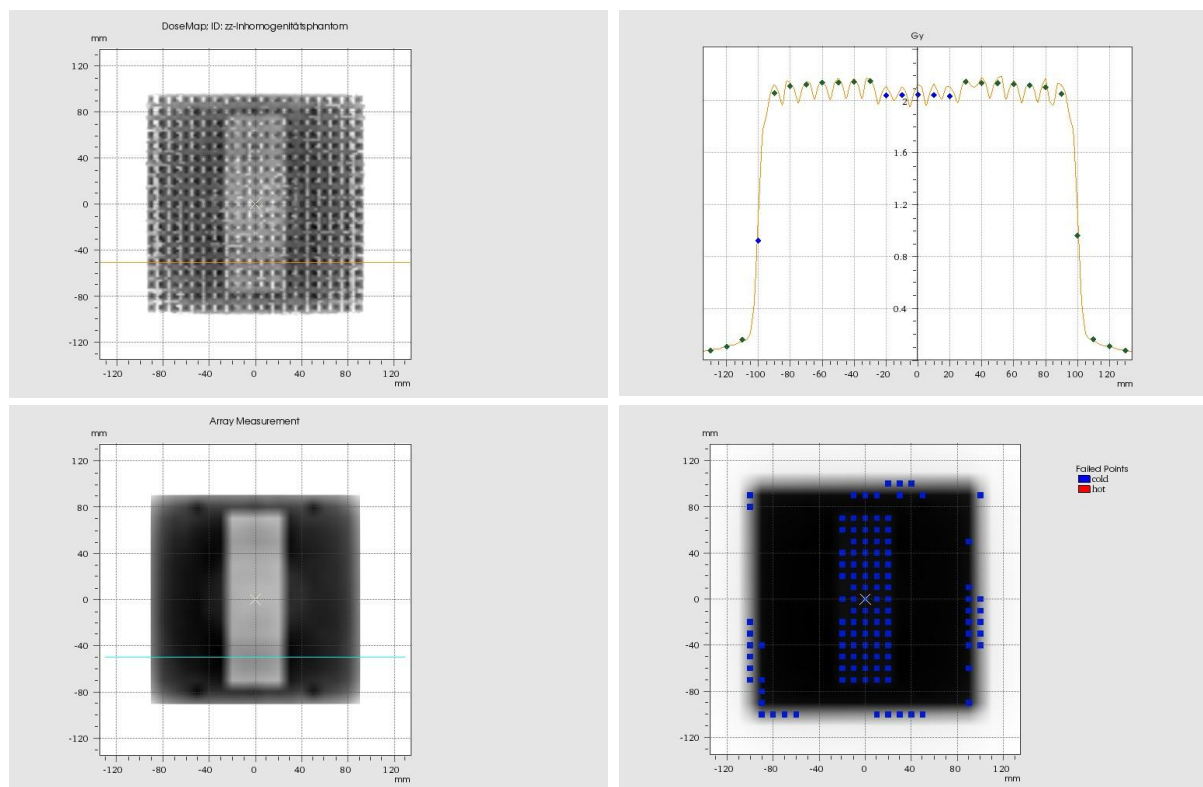 DoseMap; ID: zz-Inhomogenitätsphantom
mm
120
80
40
0
-40
-80
-120
-120 -80 -40 0 40 80 120
mm
Gy
2
1.6
1.2
0.8
0.4
-120 -100 -80 -60 -40 -20 0 20 40 60 80 100 120
mm
Array Measurement
mm
120
80
40
0
-40
-80
-120
-120 -80 -40 0 40 80 120
mm
mm
120
80
40
0
-40
-80
-120
-120 -80 -40 0 40 80 120
mm
Failed Points
cold
hot